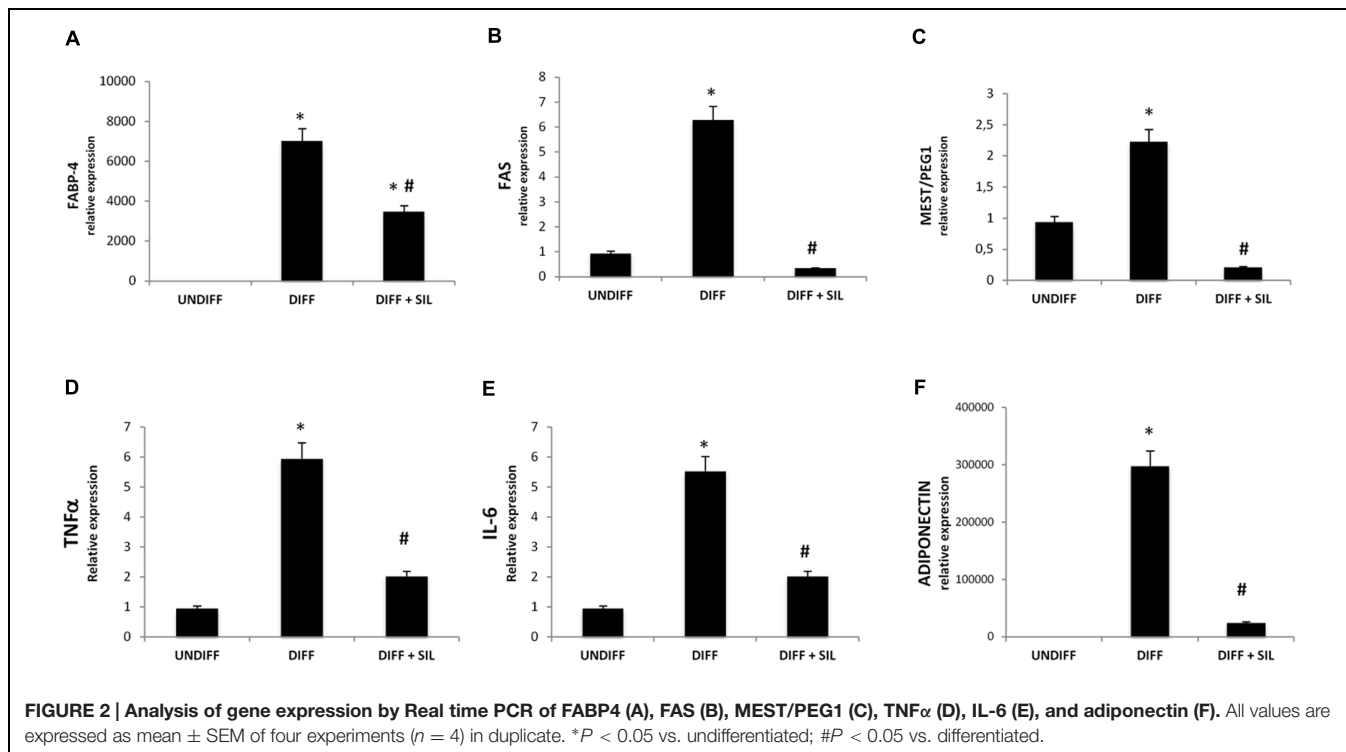 A
FABP-4
relative expression
10000
8000
6000
4000
2000
0
*
* #
UNDIFF DIFF DIFF + SIL
B
FAS
relative expression
8
7
6
5
4
3
2
1
0
*
#
UNDIFF DIFF DIFF + SIL
C
MEST/PEG1
relative expression
3
2,5
2
1,5
1
0,5
0
*
#
UNDIFF DIFF DIFF + SIL
D
TNFα
Relative expression
7
6
5
4
3
2
1
0
*
#
UNDIFF DIFF DIFF + SIL
E
IL-6
Relative expression
7
6
5
4
3
2
1
0
*
#
UNDIFF DIFF DIFF + SIL
F
ADIPONECTIN
relative expression
400000
300000
200000
100000
0
*
#
UNDIFF DIFF DIFF + SIL
FIGURE 2 | Analysis of gene expression by Real time PCR of FABP4 (A), FAS (B), MEST/PEG1 (C), TNFα (D), IL-6 (E), and adiponectin (F). All values are
expressed as mean ± SEM of four experiments (n = 4) in duplicate. *P < 0.05 vs. undifferentiated; #P < 0.05 vs. differentiated.